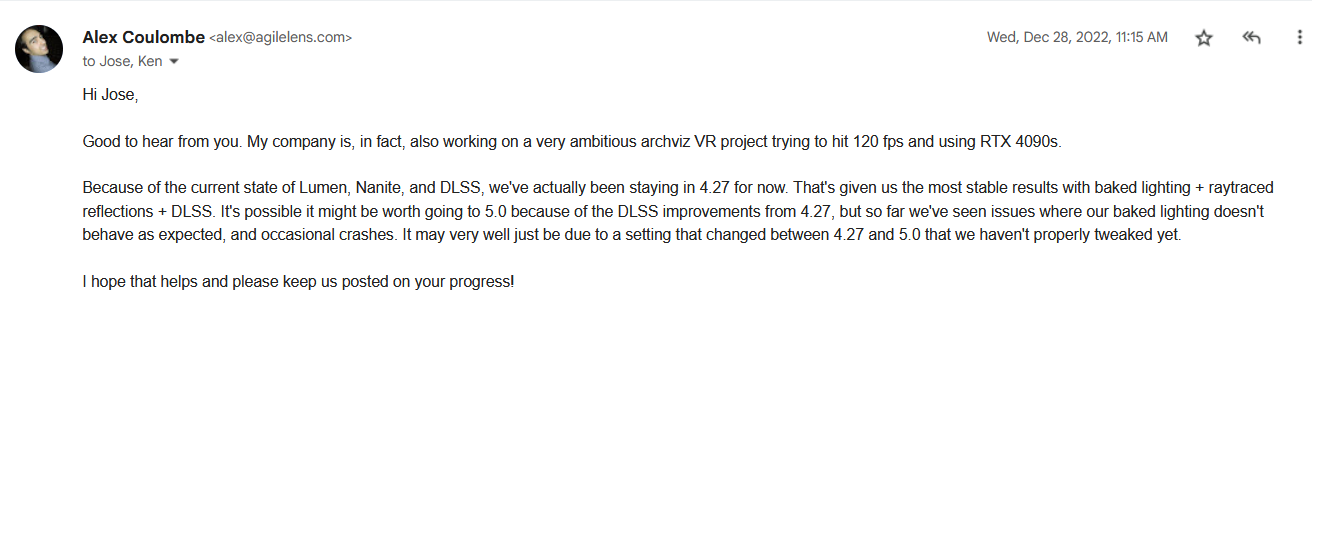 Alex Coulombe <alex@agilelens.com>
Wed, Dec 28, 2022, 11:15 AM
to Jose, Ken
Hi Jose,
Good to hear from you. My company is, in fact, also working on a very ambitious archviz VR project trying to hit 120 fps and using RTX 4090s.
Because of the current state of Lumen, Nanite, and DLSS, we've actually been staying in 4.27 for now. That's given us the most stable results with baked lighting + raytraced
reflections + DLSS. It's possible it might be worth going to 5.0 because of the DLSS improvements from 4.27, but so far we've seen issues where our baked lighting doesn't
behave as expected, and occasional crashes. It may very well just be due to a setting that changed between 4.27 and 5.0 that we haven't properly tweaked yet.
I hope that helps and please keep us posted on your progress!